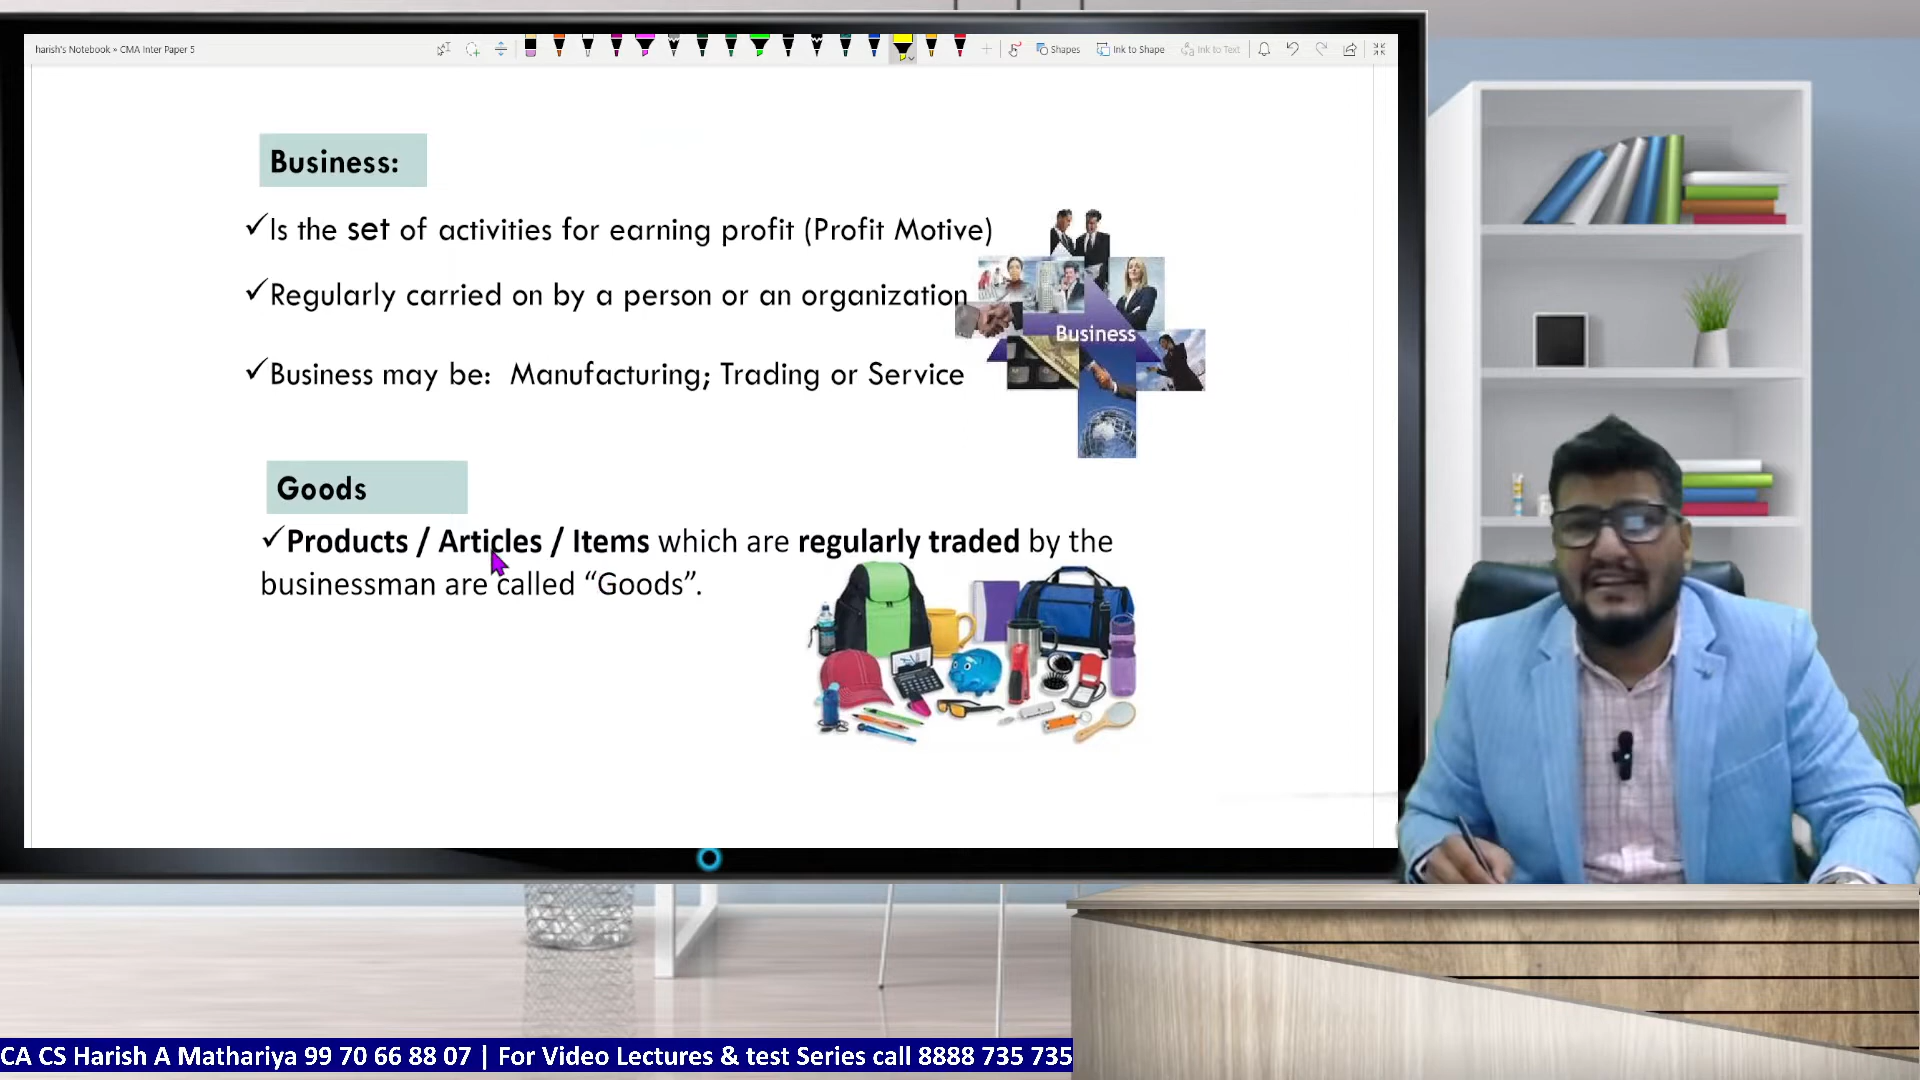 harish's Notebook » CMA Inter Paper 5
Shapes
Ink to Shape
Ink to Text
Business:
✓Is the set of activities for earning profit (Profit Motive)
✓Regularly carried on by a person or an organization
Business
✓Business may be: Manufacturing; Trading or Service
Goods
✓Products / Articles / Items which are regularly traded by the
businessman are called “Goods”.
CA CS Harish A Mathariya 99 70 66 88 07 | For Video Lectures & test Series call 8888 735 735